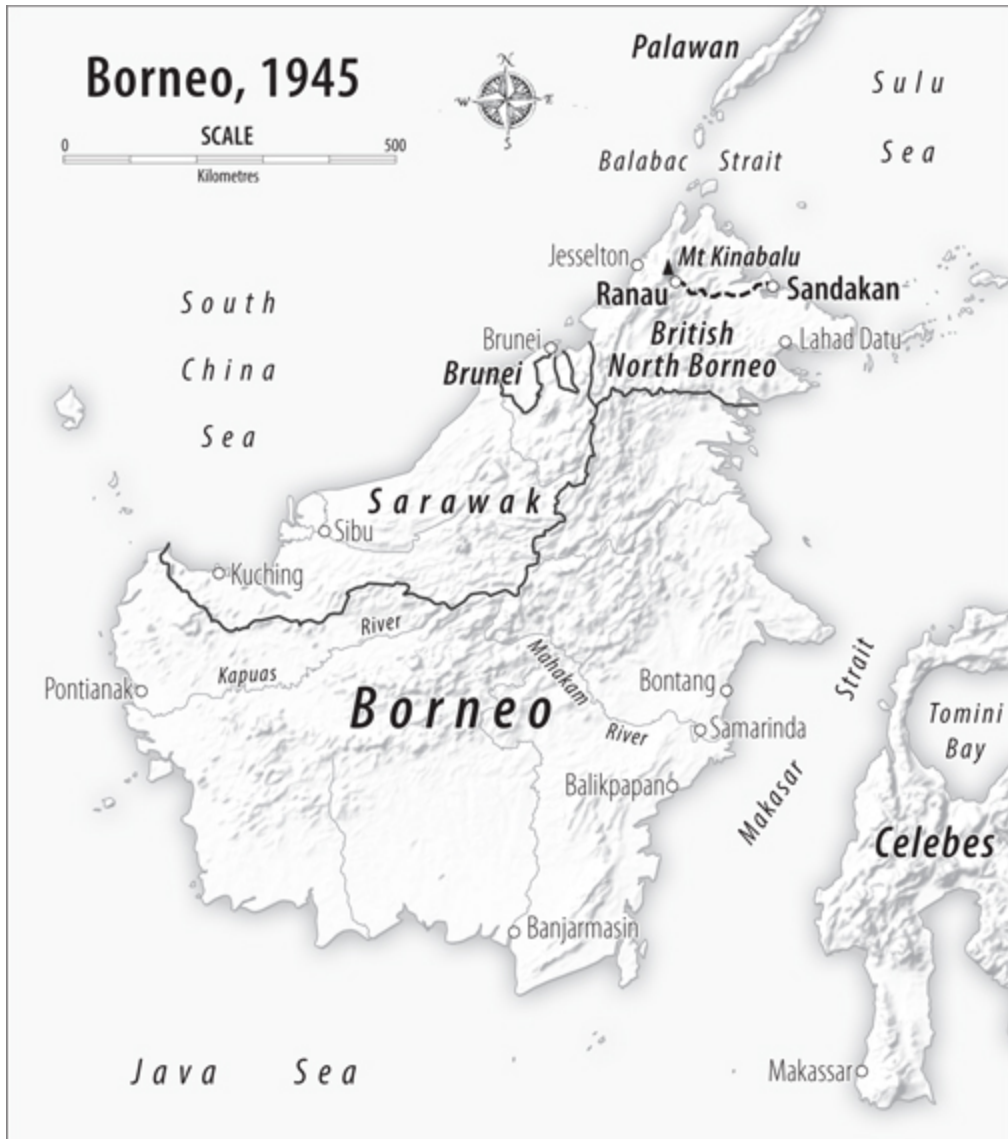 Borneo, 1945
SCALE
0 500
Kilometres
N
W E
S
Palawan
Sulu
Sea
Balabac Strait
Jesselton
Mt Kinabalu
Ranau
Sandakan
South
China
Sea
Brunei
Brunei
British
North Borneo
Lahad Datu
Sarawak
Sibu
Kuching
Kapuas River
Pontianak
Borneo
Mahakam
River
Bontang
Samarinda
Balikpapan
Makasar Strait
Tomini
Bay
Celebes
Banjarmasin
Java Sea
Makassar